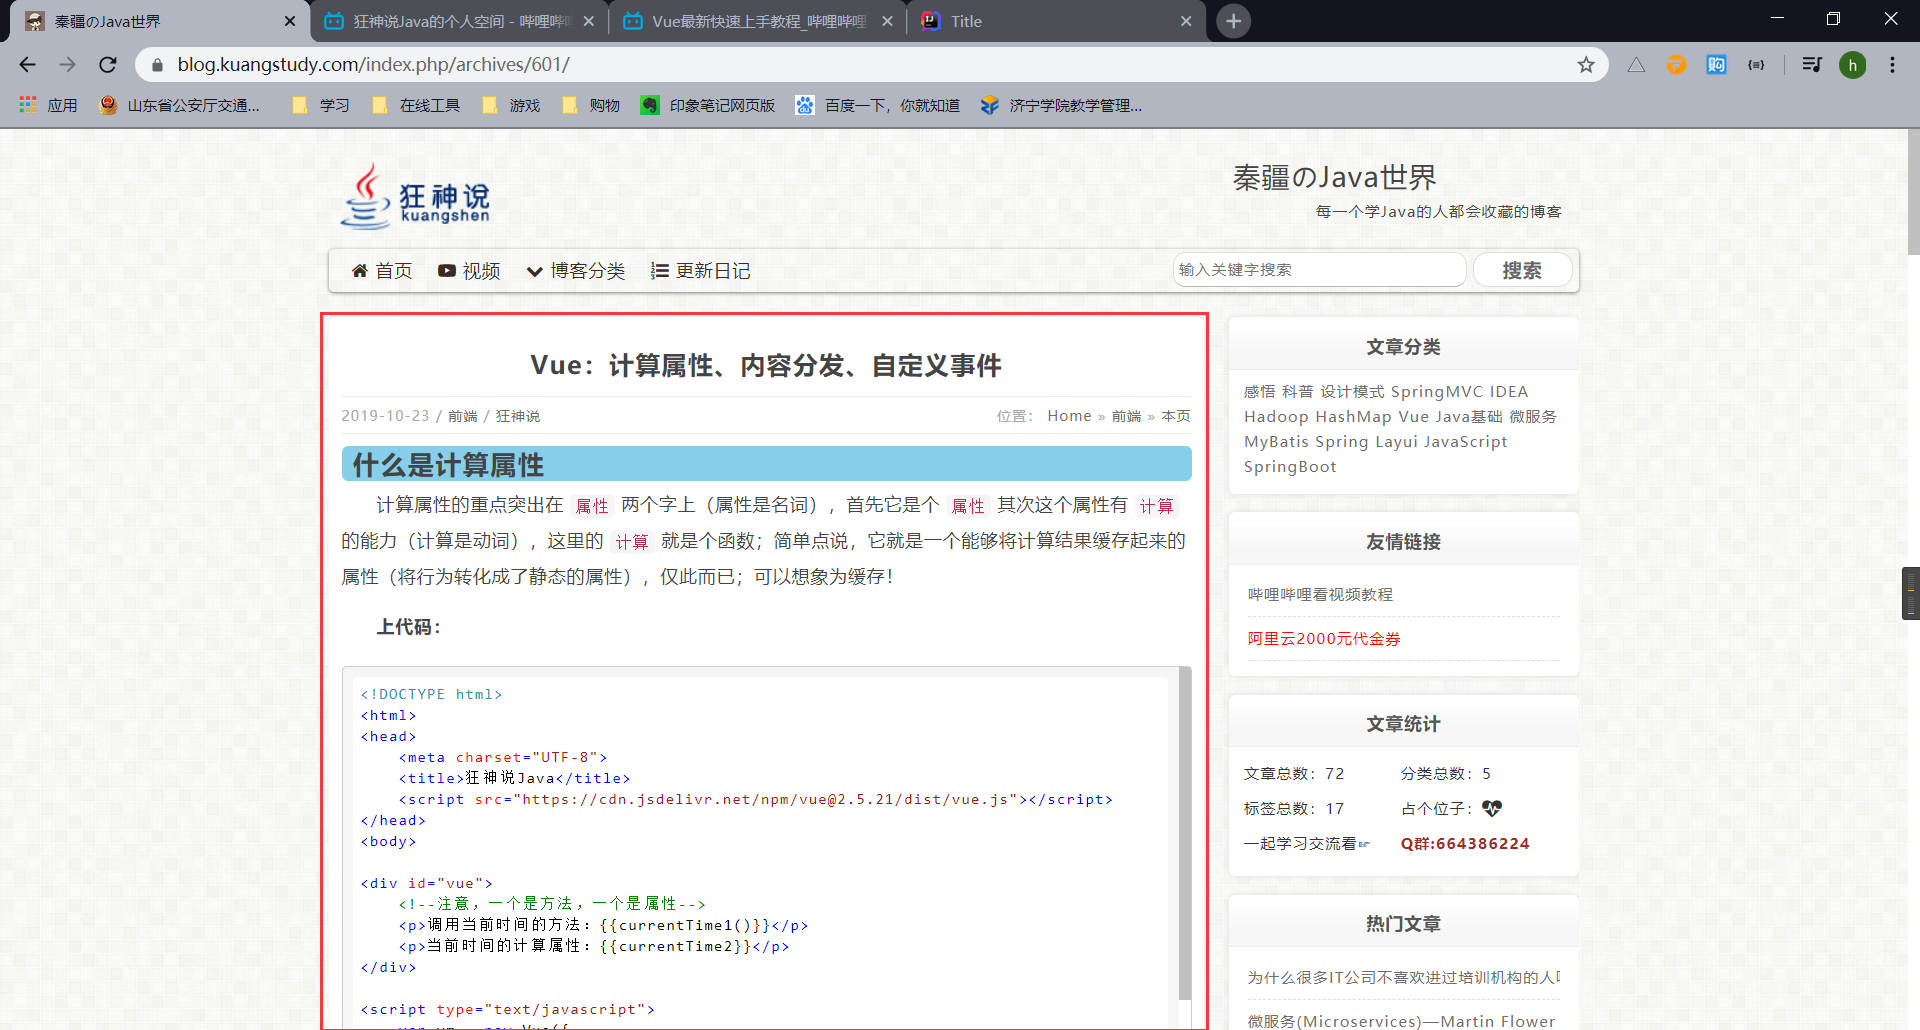 秦疆のJava世界
狂神说Java的个人空间 - 哔哩哔哩
Vue最新快速上手教程_哔哩哔哩
Title
blog.kuangstudy.com/index.php/archives/601/
h
应用
山东省公安厅交通...
学习
在线工具
游戏
购物
印象笔记网页版
百度一下，你就知道
济宁学院教学管理...
狂神说
kuangshen
秦疆のJava世界
每一个学Java的人都会收藏的博客
首页 视频 博客分类 更新日记
输入关键字搜索 搜索
Vue：计算属性、内容分发、自定义事件
2019-10-23 / 前端 / 狂神说
位置： Home » 前端 » 本页
什么是计算属性
计算属性的重点突出在 属性 两个字上（属性是名词），首先它是个 属性 其次这个属性有 计算
的能力（计算是动词），这里的 计算 就是个函数；简单点说，它就是一个能够将计算结果缓存起来的
属性（将行为转化成了静态的属性），仅此而已；可以想象为缓存！
上代码：
<!DOCTYPE html>
<html>
<head>
<meta charset="UTF-8">
<title>狂神说Java</title>
<script src="https://cdn.jsdelivr.net/npm/vue@2.5.21/dist/vue.js"></script>
</head>
<body>
<div id="vue">
<!--注意，一个是方法，一个是属性-->
<p>调用当前时间的方法：{{currentTime1()}}</p>
<p>当前时间的计算属性：{{currentTime2}}</p>
</div>
<script type="text/javascript">
文章分类
感悟 科普 设计模式 SpringMVC IDEA
Hadoop HashMap Vue Java基础 微服务
MyBatis Spring Layui JavaScript
SpringBoot
友情链接
哔哩哔哩看视频教程
阿里云2000元代金券
文章统计
文章总数：72 分类总数：5
标签总数：17 占个位子：
一起学习交流看☞ Q群:664386224
热门文章
为什么很多IT公司不喜欢进过培训机构的人
微服务(Microservices)—Martin Flower